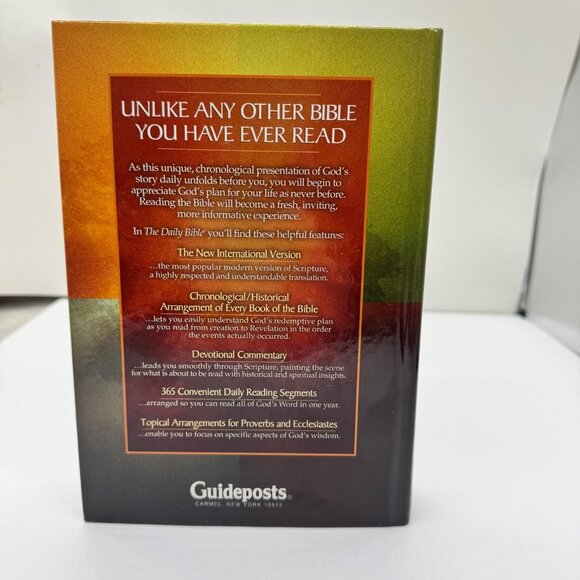 UNLIKE ANY OTHER BIBLE
YOU HAVE EVER READ
As this unique, chronological presentation of God's
story daily unfolds before you, you will begin to
appreciate God's plan for your life as never before.
Reading the Bible will become a fresh, inviting,
more informative experience.
In The Daily Bible® you'll find these helpful features:
The New International Version
...the most popular modern version of Scripture,
a highly respected and understandable translation.
Chronological/Historical
Arrangement of Every Book of the Bible
...lets you easily understand God's redemptive plan
as you read from creation to Revelation in the order
the events actually occurred.
Devotional Commentary
...leads you smoothly through Scripture, painting the scene
for what is about to be read with historical and spiritual insights.
365 Convenient Daily Reading Segments
...arranged so you can read all of God's Word in one year.
Topical Arrangements for Proverbs and Ecclesiastes
...enable you to focus on specific aspects of God's wisdom.
Guideposts®
CARMEL, NEW YORK 10512